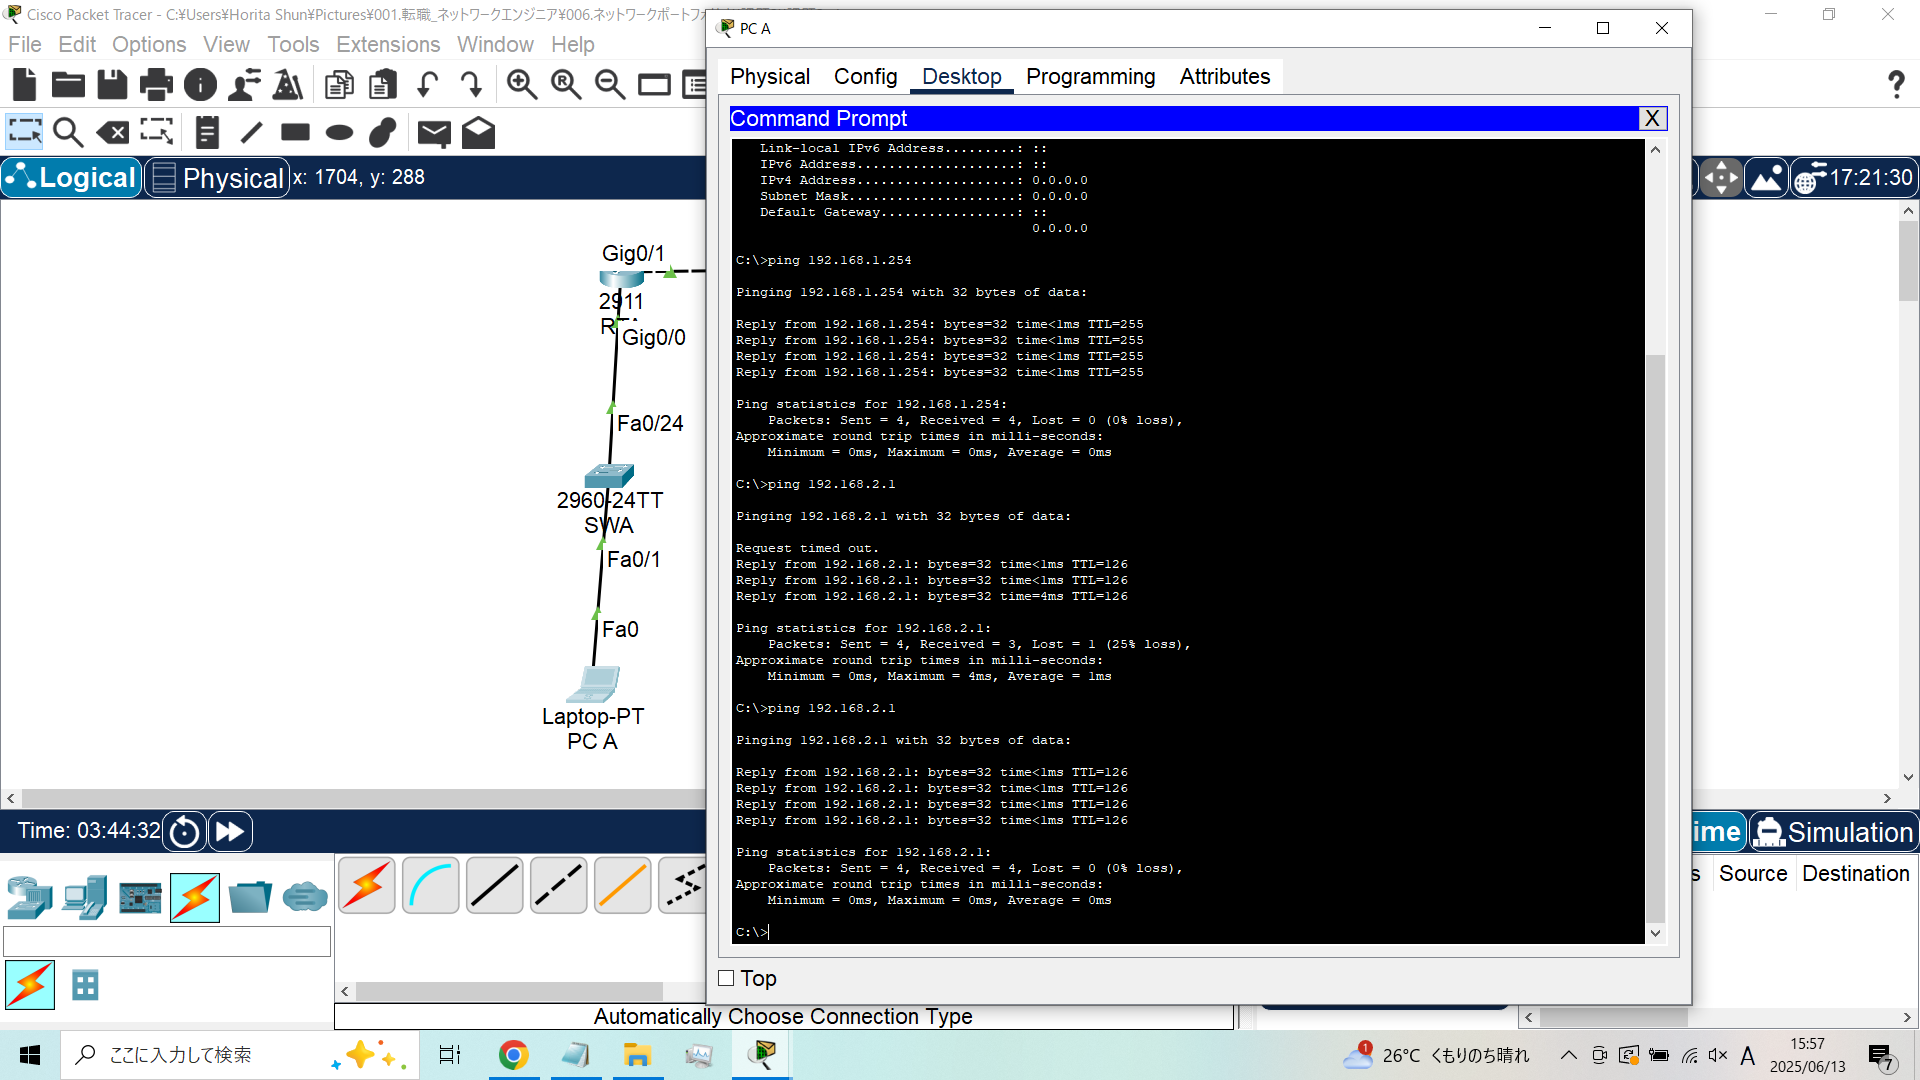 Cisco Packet Tracer - C:¥Users¥Horita Shun¥Pictures¥001.転職_ネットワークエンジニア¥006.ネットワークポートフォ
File Edit Options View Tools Extensions Window Help
Logical
Physical
x: 1704, y: 288
17:21:30
Gig0/1
2911
Gig0/0
Fa0/24
2960-24TT
SWA
Fa0/1
Fa0
Laptop-PT
PC A
PC A
Physical Config Desktop Programming Attributes
Command Prompt
X
Link-local IPv6 Address.........: ::
IPv6 Address....................: ::
IPv4 Address....................: 0.0.0.0
Subnet Mask.....................: 0.0.0.0
Default Gateway.................: ::
0.0.0.0
C:\>ping 192.168.1.254
Pinging 192.168.1.254 with 32 bytes of data:
Reply from 192.168.1.254: bytes=32 time<1ms TTL=255
Reply from 192.168.1.254: bytes=32 time<1ms TTL=255
Reply from 192.168.1.254: bytes=32 time<1ms TTL=255
Reply from 192.168.1.254: bytes=32 time<1ms TTL=255
Ping statistics for 192.168.1.254:
Packets: Sent = 4, Received = 4, Lost = 0 (0% loss),
Approximate round trip times in milli-seconds:
Minimum = 0ms, Maximum = 0ms, Average = 0ms
C:\>ping 192.168.2.1
Pinging 192.168.2.1 with 32 bytes of data:
Request timed out.
Reply from 192.168.2.1: bytes=32 time<1ms TTL=126
Reply from 192.168.2.1: bytes=32 time<1ms TTL=126
Reply from 192.168.2.1: bytes=32 time=4ms TTL=126
Ping statistics for 192.168.2.1:
Packets: Sent = 4, Received = 3, Lost = 1 (25% loss),
Approximate round trip times in milli-seconds:
Minimum = 0ms, Maximum = 4ms, Average = 1ms
C:\>ping 192.168.2.1
Pinging 192.168.2.1 with 32 bytes of data:
Reply from 192.168.2.1: bytes=32 time<1ms TTL=126
Reply from 192.168.2.1: bytes=32 time<1ms TTL=126
Reply from 192.168.2.1: bytes=32 time<1ms TTL=126
Reply from 192.168.2.1: bytes=32 time<1ms TTL=126
Ping statistics for 192.168.2.1:
Packets: Sent = 4, Received = 4, Lost = 0 (0% loss),
Approximate round trip times in milli-seconds:
Minimum = 0ms, Maximum = 0ms, Average = 0ms
C:\>
Top
Time: 03:44:32
ime
Simulation
s Source Destination
Automatically Choose Connection Type
ここに入力して検索
1
26°C くもりのち晴れ
A
15:57
2025/06/13
7